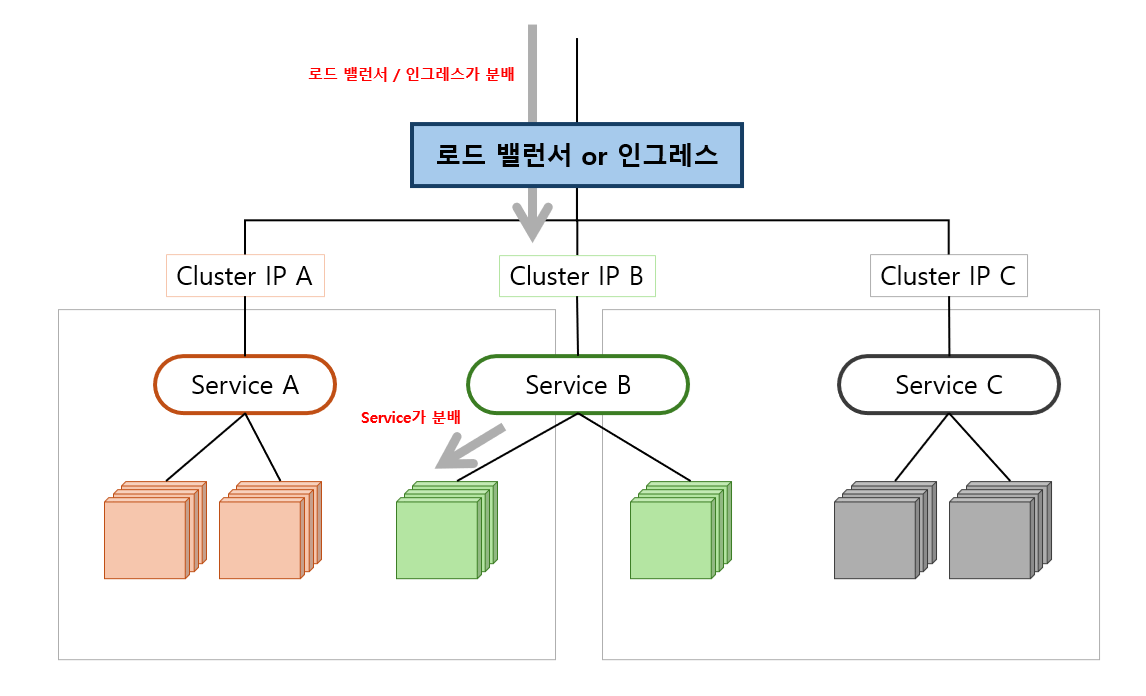 로드 밸런서 / 인그레스가 분배
로드 밸런서 or 인그레스
Cluster IP A
Cluster IP B
Cluster IP C
Service A
Service B
Service C
Service가 분배